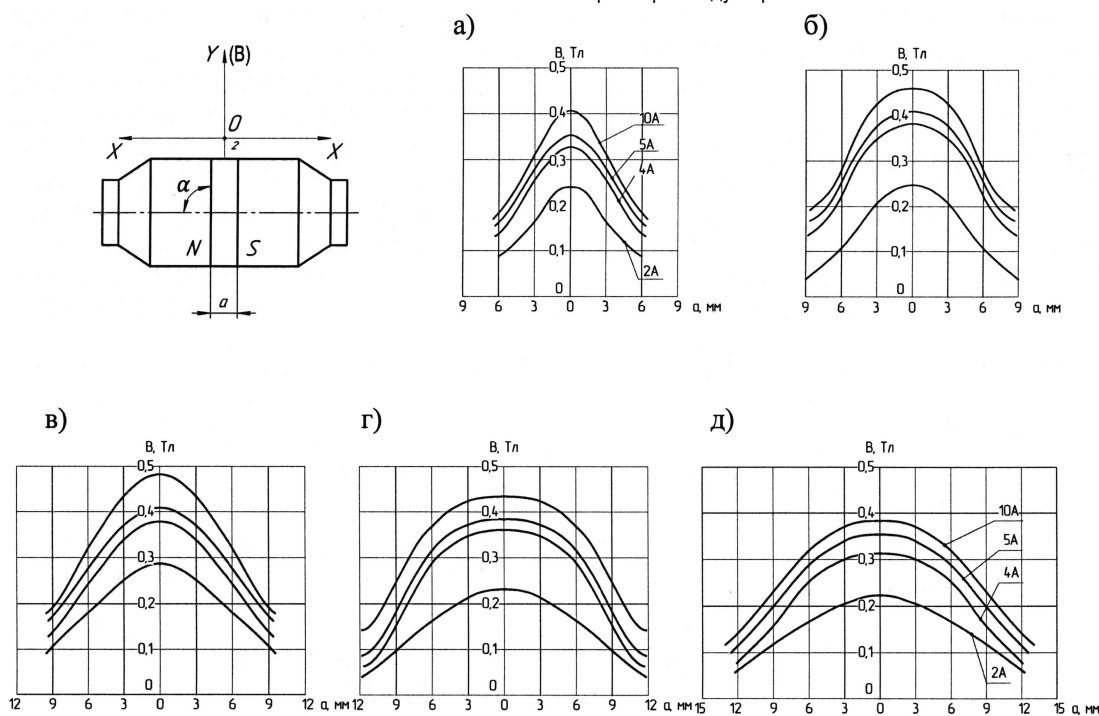 а)
б)
Y (B)
O
X
X
2
α
N S
a
B, Тл
0,5
0,4
0,3
0,2
0,1
0
10A
5A
4A
2A
9 6 3 0 3 6 9 a, мм
B, Тл
0,5
0,4
0,3
0,2
0,1
0
9 6 3 0 3 6 9 a, мм
в)
г)
д)
B, Тл
0,5
0,4
0,3
0,2
0,1
0
12 9 6 3 0 3 6 9 12 a, мм
B, Тл
0,5
0,4
0,3
0,2
0,1
0
12 9 6 3 0 3 6 9 12 a, мм
B, Тл
0,5
0,4
0,3
0,2
0,1
0
10A
5A
4A
2A
15 12 9 6 3 0 3 6 9 12 15 a, мм